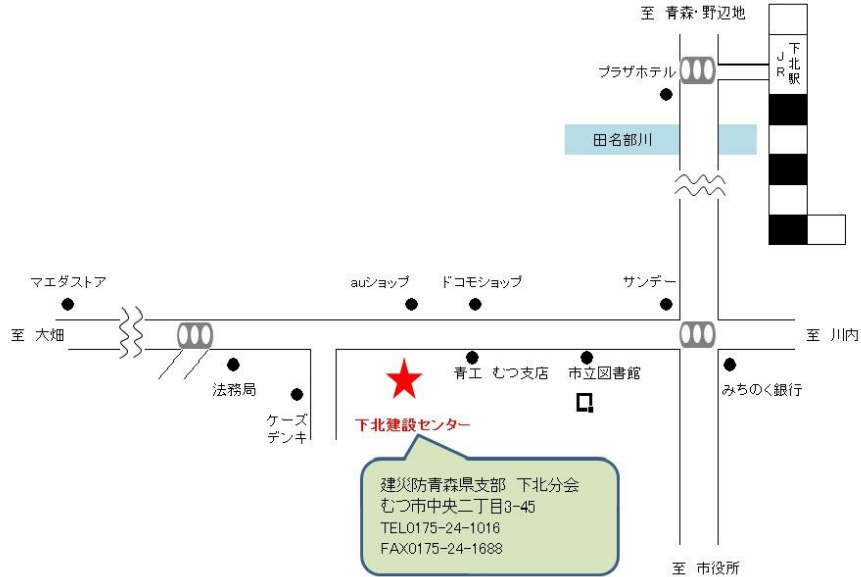 至 青森・野辺地
下北駅
JR
プラザホテル
田名部川
マエダストア
auショップ
ドコモショップ
サンデー
至 大畑
至 川内
法務局
青工 むつ支店
市立図書館
みちのく銀行
ケーズ
デンキ
下北建設センター
建災防青森県支部 下北分会
むつ市中央二丁目3-45
TEL0175-24-1016
FAX0175-24-1688
至 市役所